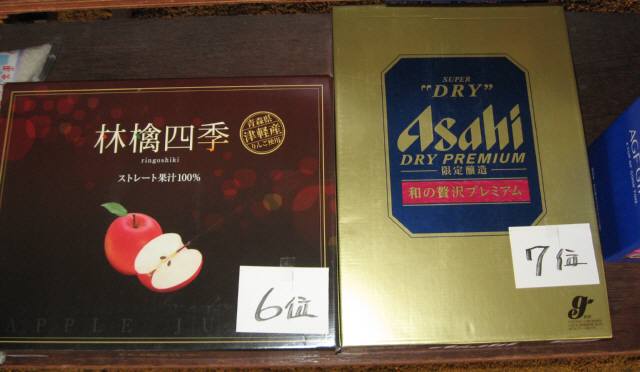 林檎四季
ringoshiki
ストレート果汁100%
青森県
津軽産
りんご使用
APPLE JU
6位
SUPER
"DRY"
Asahi
DRY PREMIUM
限定醸造
和の贅沢プレミアム
7位
g
AGF